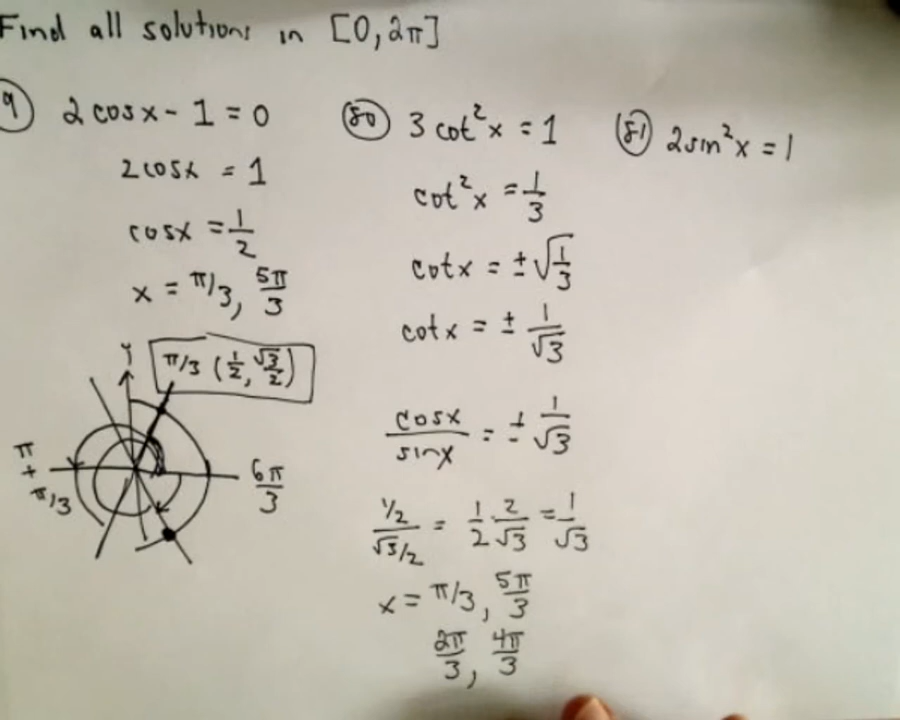 Find all solutions in [0, 2π]
9 2 cos x - 1 = 0
2 cos x = 1
cos x = 1/2
x = π/3, 5π/3
Y
π/3 (1/2, √3/2)
π + π/3
6π/3
80 3 cot²x = 1
cot²x = 1/3
cot x = ± √(1/3)
cot x = ± 1/√3
cos x / sin x = ± 1/√3
(1/2)/(√3/2) = 1/2 · 2/√3 = 1/√3
x = π/3, 5π/3
2π/3, 4π/3
81 2 sin²x = 1